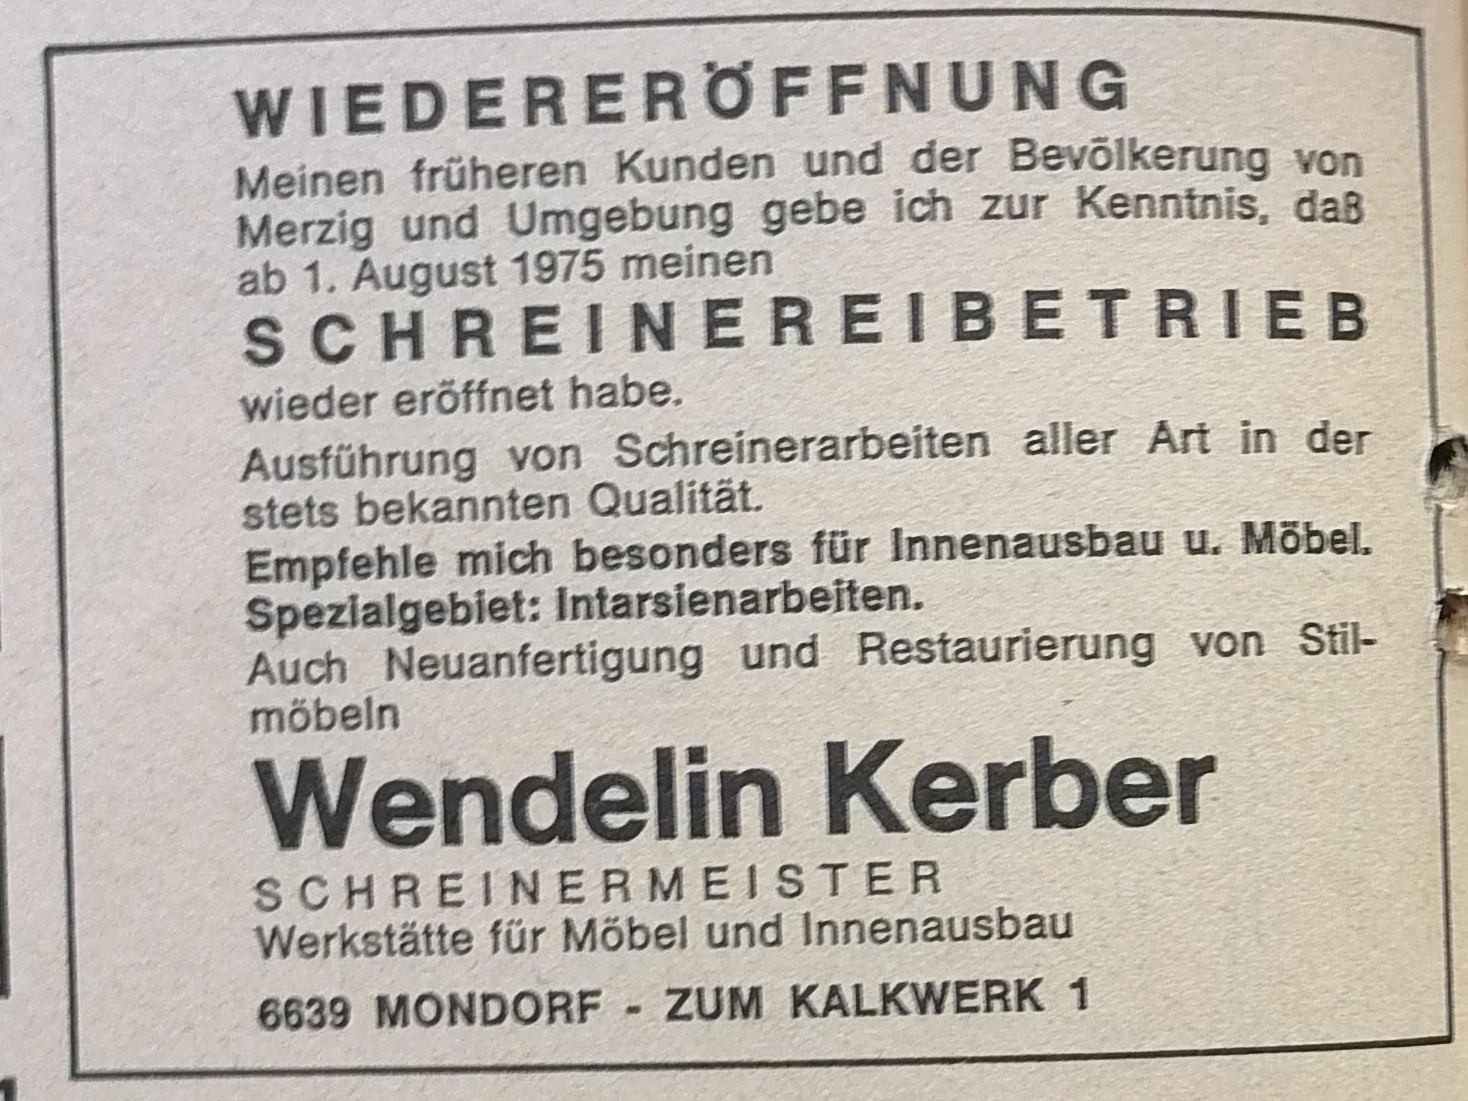 WIEDERERÖFFNUNG
Meinen früheren Kunden und der Bevölkerung von
Merzig und Umgebung gebe ich zur Kenntnis, daß
ab 1. August 1975 meinen
SCHREINEREIBETRIEB
wieder eröffnet habe.
Ausführung von Schreinerarbeiten aller Art in der
stets bekannten Qualität.
Empfehle mich besonders für Innenausbau u. Möbel.
Spezialgebiet: Intarsienarbeiten.
Auch Neuanfertigung und Restaurierung von Stil-
möbeln
Wendelin Kerber
SCHREINERMEISTER
Werkstätte für Möbel und Innenausbau
6639 MONDORF - ZUM KALKWERK 1